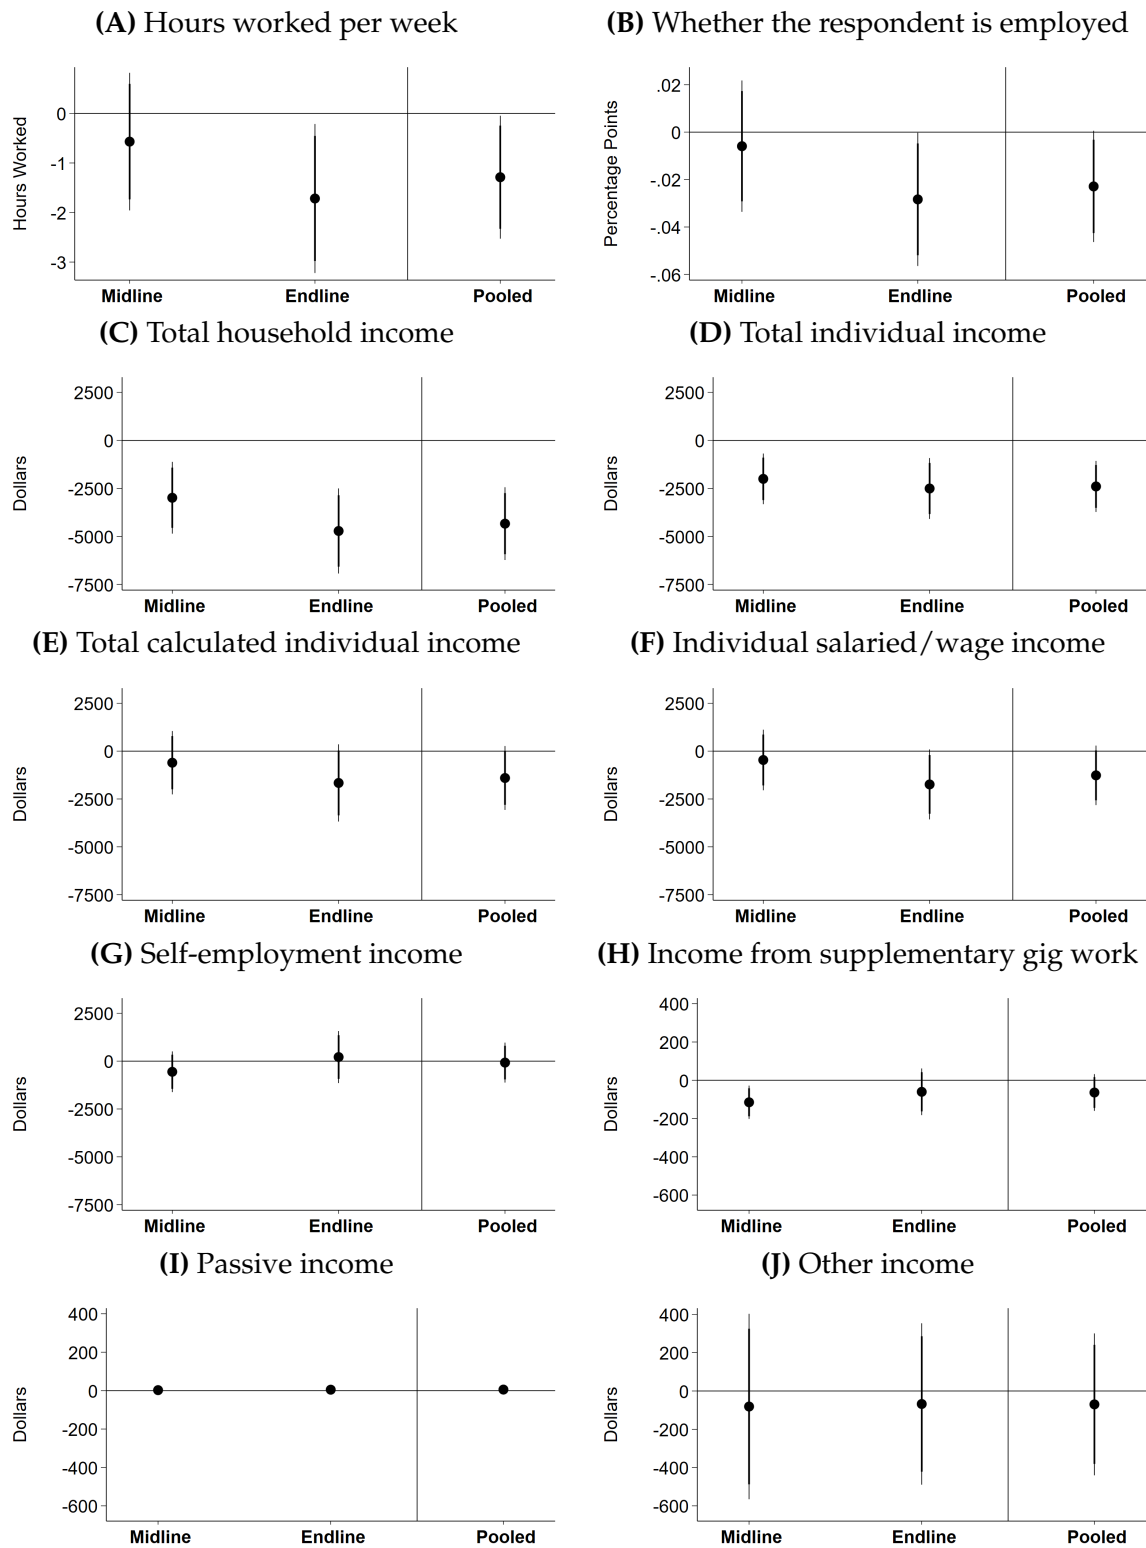 (A) Hours worked per week
Hours Worked
0
-1
-2
-3
Midline Endline Pooled
(B) Whether the respondent is employed
Percentage Points
.02
0
-.02
-.04
-.06
Midline Endline Pooled
(C) Total household income
Dollars
2500
0
-2500
-5000
-7500
Midline Endline Pooled
(D) Total individual income
Dollars
2500
0
-2500
-5000
-7500
Midline Endline Pooled
(E) Total calculated individual income
Dollars
2500
0
-2500
-5000
-7500
Midline Endline Pooled
(F) Individual salaried/wage income
Dollars
2500
0
-2500
-5000
-7500
Midline Endline Pooled
(G) Self-employment income
Dollars
2500
0
-2500
-5000
-7500
Midline Endline Pooled
(H) Income from supplementary gig work
Dollars
400
200
0
-200
-400
-600
Midline Endline Pooled
(I) Passive income
Dollars
400
200
0
-200
-400
-600
Midline Endline Pooled
(J) Other income
Dollars
400
200
0
-200
-400
-600
Midline Endline Pooled